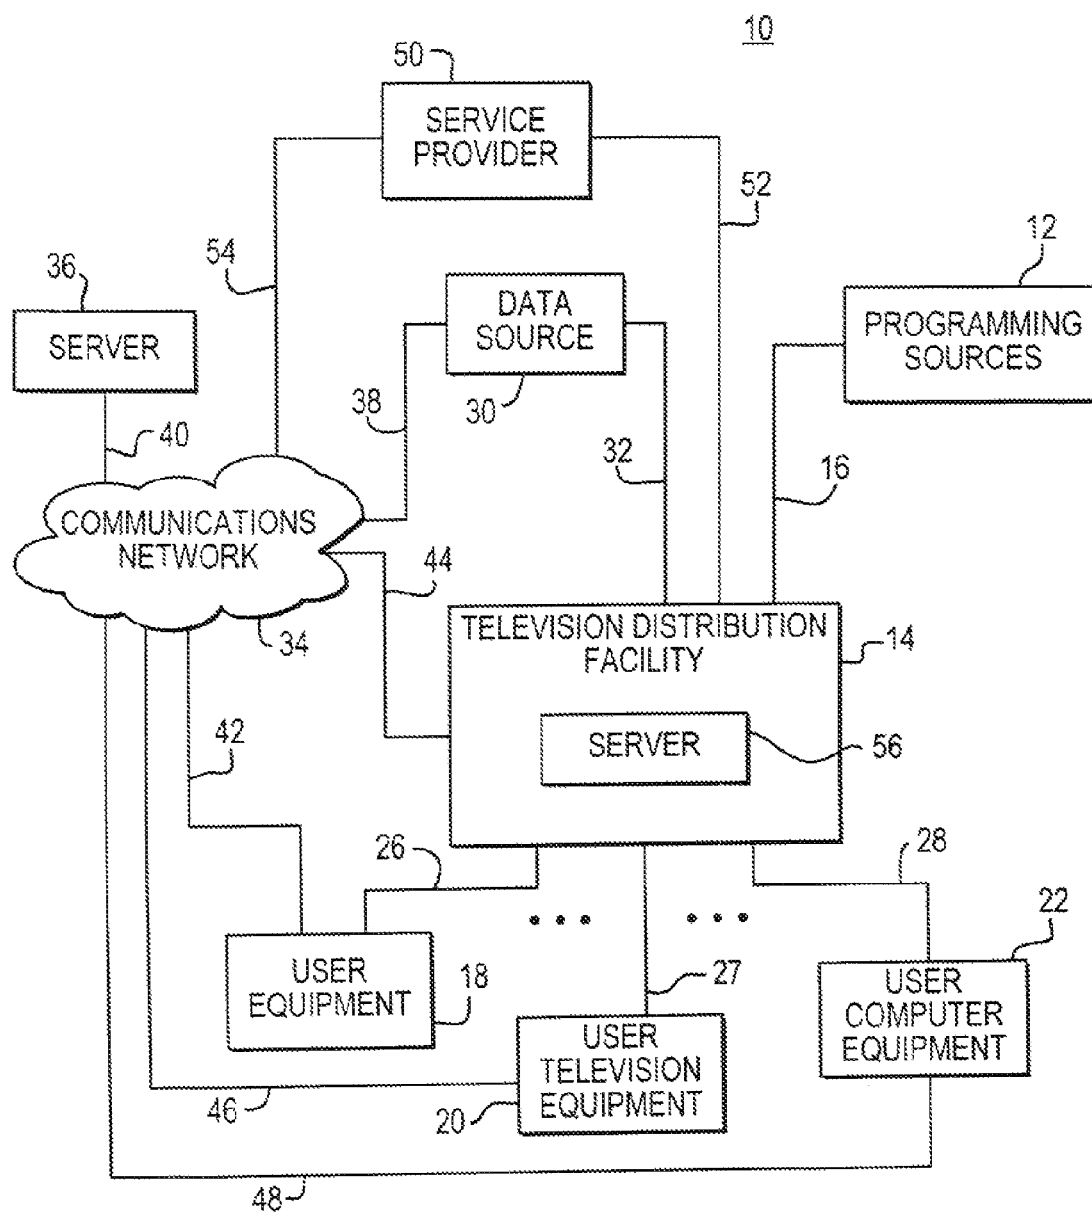 10
50
SERVICE
PROVIDER
52
54
12
36
DATA
SOURCE
PROGRAMMING
SOURCES
SERVER
38
30
40
32
16
COMMUNICATIONS
NETWORK
44
34
TELEVISION DISTRIBUTION
FACILITY
14
42
SERVER
56
26
28
22
USER
EQUIPMENT
18
27
USER
COMPUTER
EQUIPMENT
USER
TELEVISION
EQUIPMENT
46
20
48